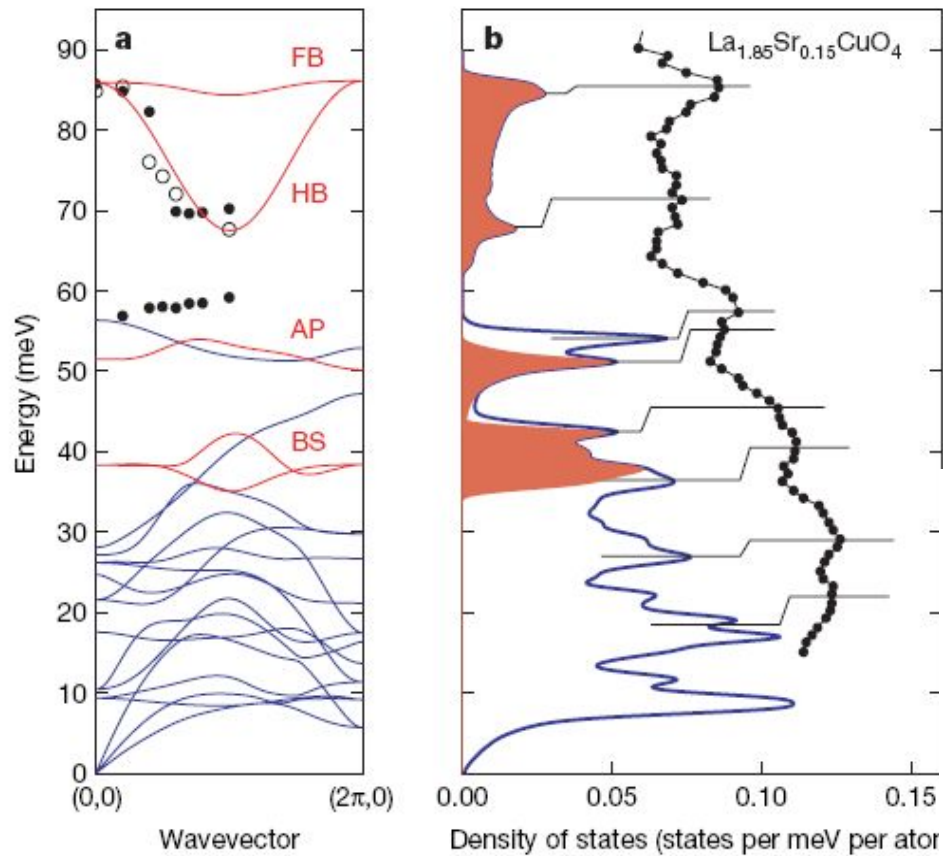 a
b
La1.85Sr0.15CuO4
FB
HB
AP
BS
Energy (meV)
90
80
70
60
50
40
30
20
10
0
(0,0)
(2π,0)
0.00
0.05
0.10
0.15
Wavevector
Density of states (states per meV per ator